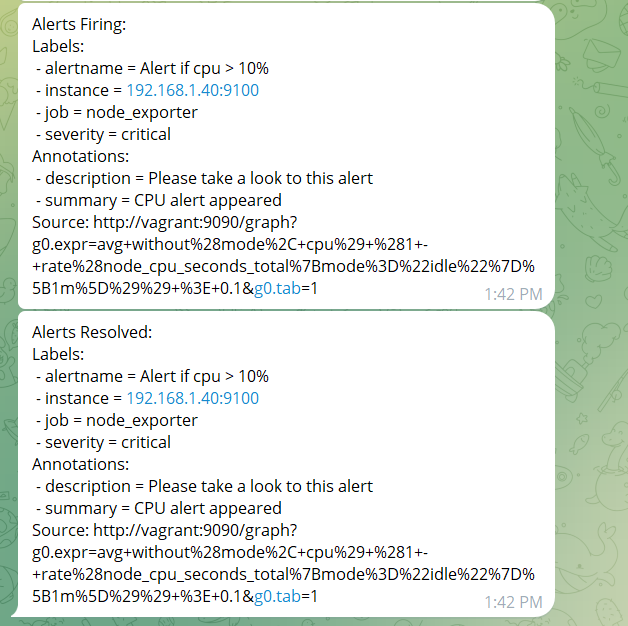 Alerts Firing:
Labels:
- alertname = Alert if cpu > 10%
- instance = 192.168.1.40:9100
- job = node_exporter
- severity = critical
Annotations:
- description = Please take a look to this alert
- summary = CPU alert appeared
Source: http://vagrant:9090/graph?
g0.expr=avg+without%28mode%2C+cpu%29+%281+-
+rate%28node_cpu_seconds_total%7Bmode%3D%22idle%22%7D%
5B1m%5D%29%29+%3E+0.1&g0.tab=1
1:42 PM
Alerts Resolved:
Labels:
- alertname = Alert if cpu > 10%
- instance = 192.168.1.40:9100
- job = node_exporter
- severity = critical
Annotations:
- description = Please take a look to this alert
- summary = CPU alert appeared
Source: http://vagrant:9090/graph?
g0.expr=avg+without%28mode%2C+cpu%29+%281+-
+rate%28node_cpu_seconds_total%7Bmode%3D%22idle%22%7D%
5B1m%5D%29%29+%3E+0.1&g0.tab=1
1:42 PM